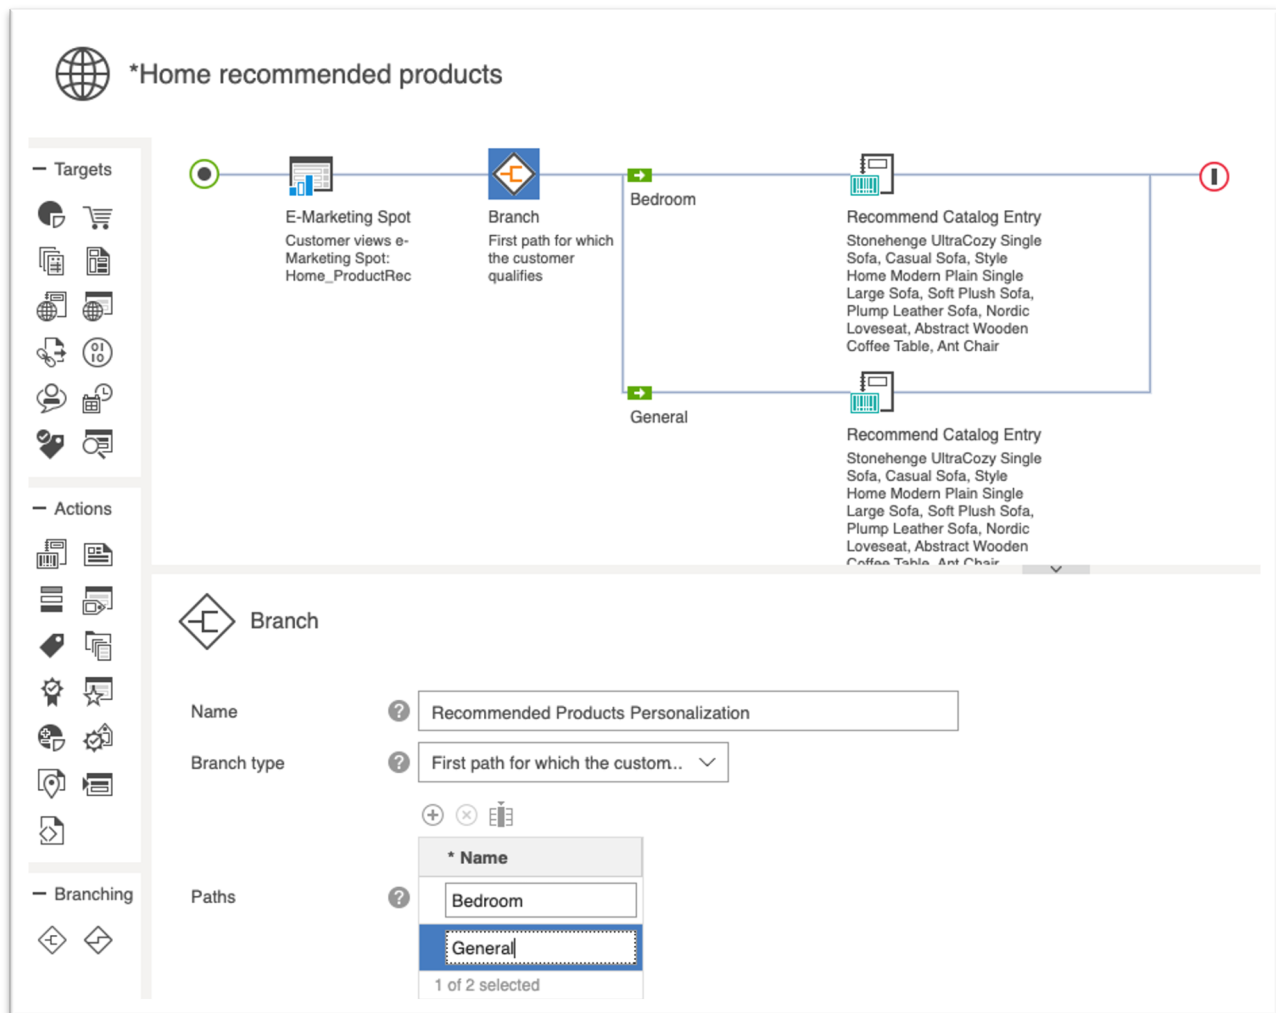 *Home recommended products
Targets
E-Marketing Spot
Customer views e-
Marketing Spot:
Home_ProductRec
Branch
First path for which
the customer
qualifies
Bedroom
Recommend Catalog Entry
Stonehenge UltraCozy Single
Sofa, Casual Sofa, Style
Home Modern Plain Single
Large Sofa, Soft Plush Sofa,
Plump Leather Sofa, Nordic
Loveseat, Abstract Wooden
Coffee Table, Ant Chair
General
Recommend Catalog Entry
Stonehenge UltraCozy Single
Sofa, Casual Sofa, Style
Home Modern Plain Single
Large Sofa, Soft Plush Sofa,
Plump Leather Sofa, Nordic
Loveseat, Abstract Wooden
Coffee Table, Ant Chair
Actions
Branching
Branch
Name
Recommended Products Personalization
Branch type
First path for which the custom...
Paths
* Name
Bedroom
General
1 of 2 selected